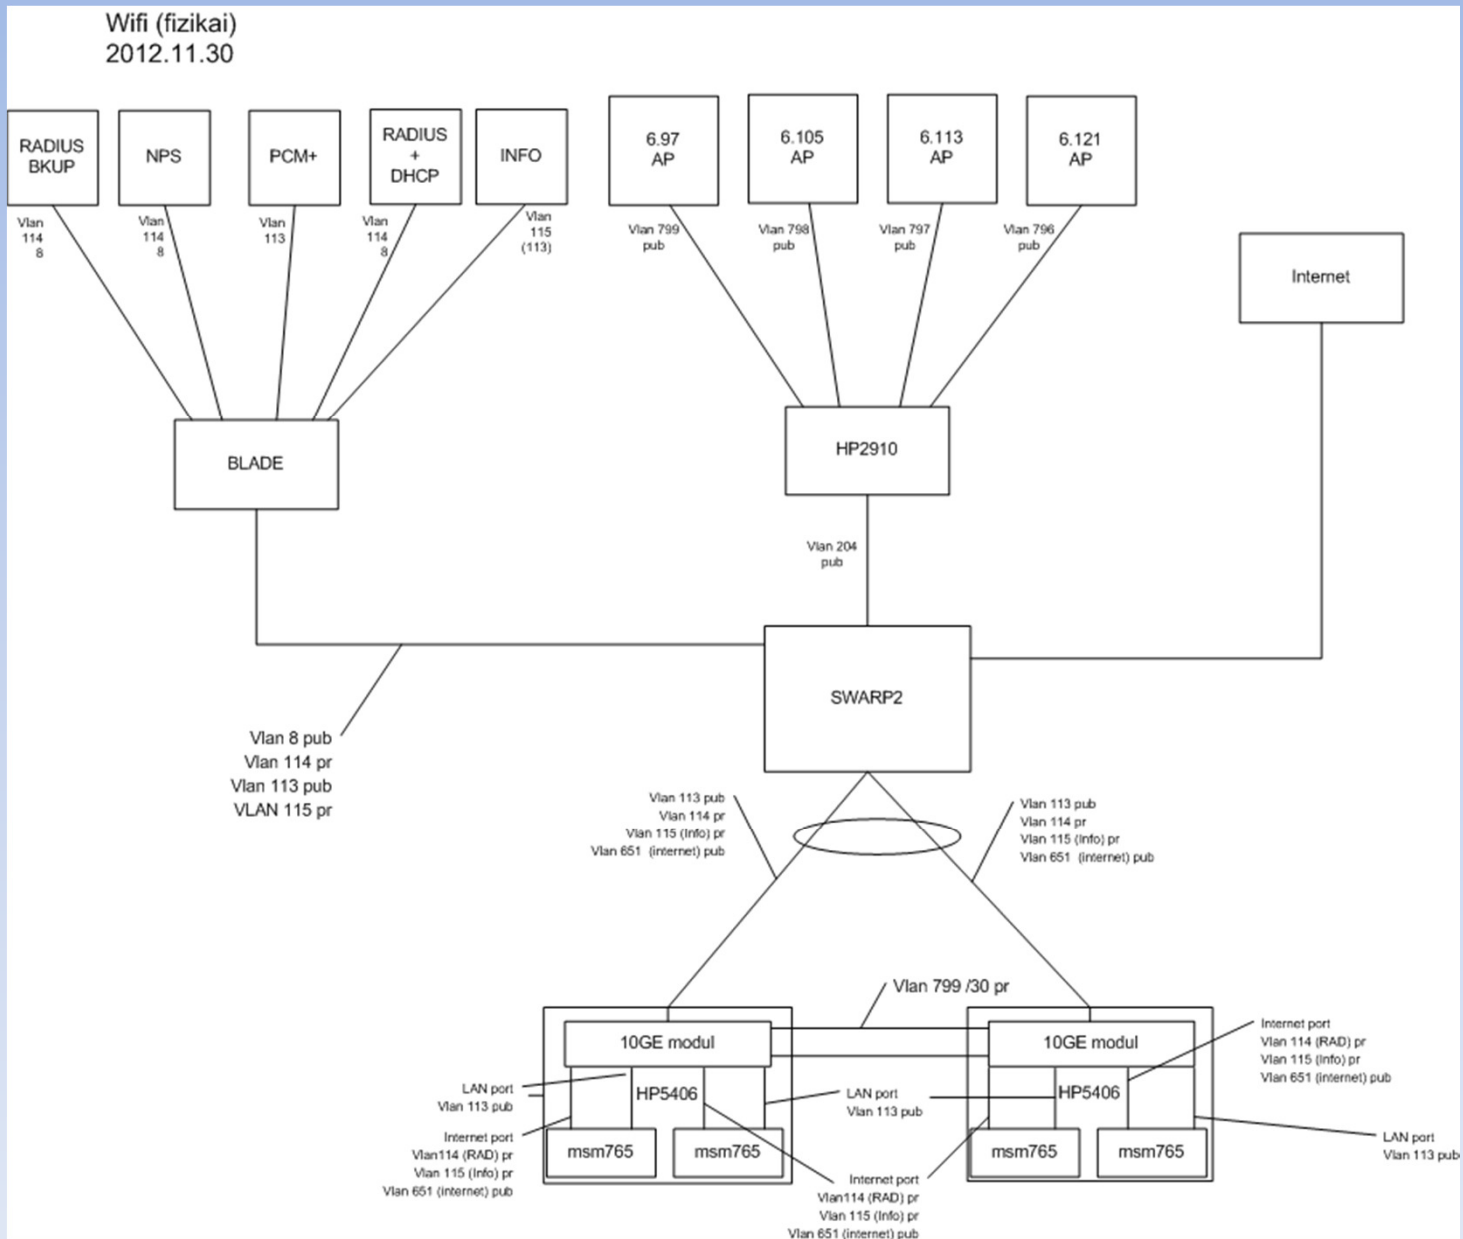 Wifi (fizikai)
2012.11.30
RADIUS
BKUP
NPS
PCM+
RADIUS
+
DHCP
INFO
6.97
AP
6.105
AP
6.113
AP
6.121
AP
Vlan
114
8
Vlan
114
8
Vlan
113
Vlan
114
8
Vlan
115
(113)
Vlan 799
pub
Vlan 798
pub
Vlan 797
pub
Vlan 796
pub
Internet
BLADE
HP2910
Vlan 204
pub
SWARP2
Vlan 8 pub
Vlan 114 pr
Vlan 113 pub
VLAN 115 pr
Vlan 113 pub
Vlan 114 pr
Vlan 115 (Info) pr
Vlan 651 (internet) pub
Vlan 113 pub
Vlan 114 pr
Vlan 115 (Info) pr
Vlan 651 (internet) pub
Vlan 799 /30 pr
10GE modul
HP5406
msm765
msm765
10GE modul
HP5406
msm765
msm765
LAN port
Vlan 113 pub
Internet port
Vlan114 (RAD) pr
Vlan 115 (Info) pr
Vlan 651 (internet) pub
LAN port
Vlan 113 pub
Internet port
Vlan114 (RAD) pr
Vlan 115 (Info) pr
Vlan 651 (internet) pub
Internet port
Vlan 114 (RAD) pr
Vlan 115 (Info) pr
Vlan 651 (internet) pub
LAN port
Vlan 113 pub